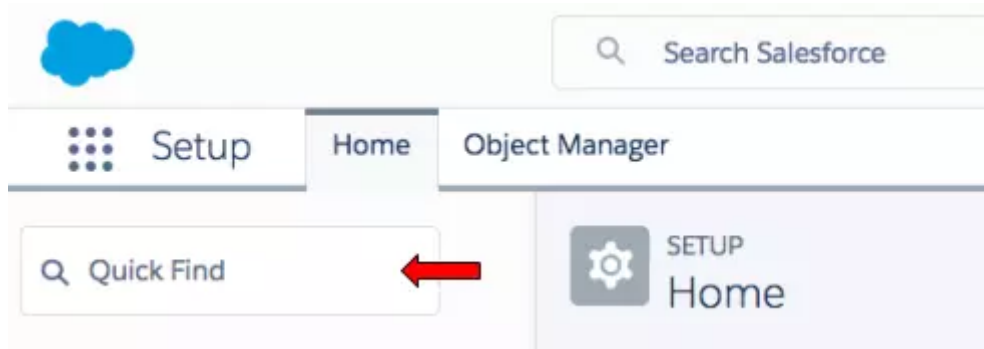 Search Salesforce
Setup Home Object Manager
Quick Find
SETUP
Home